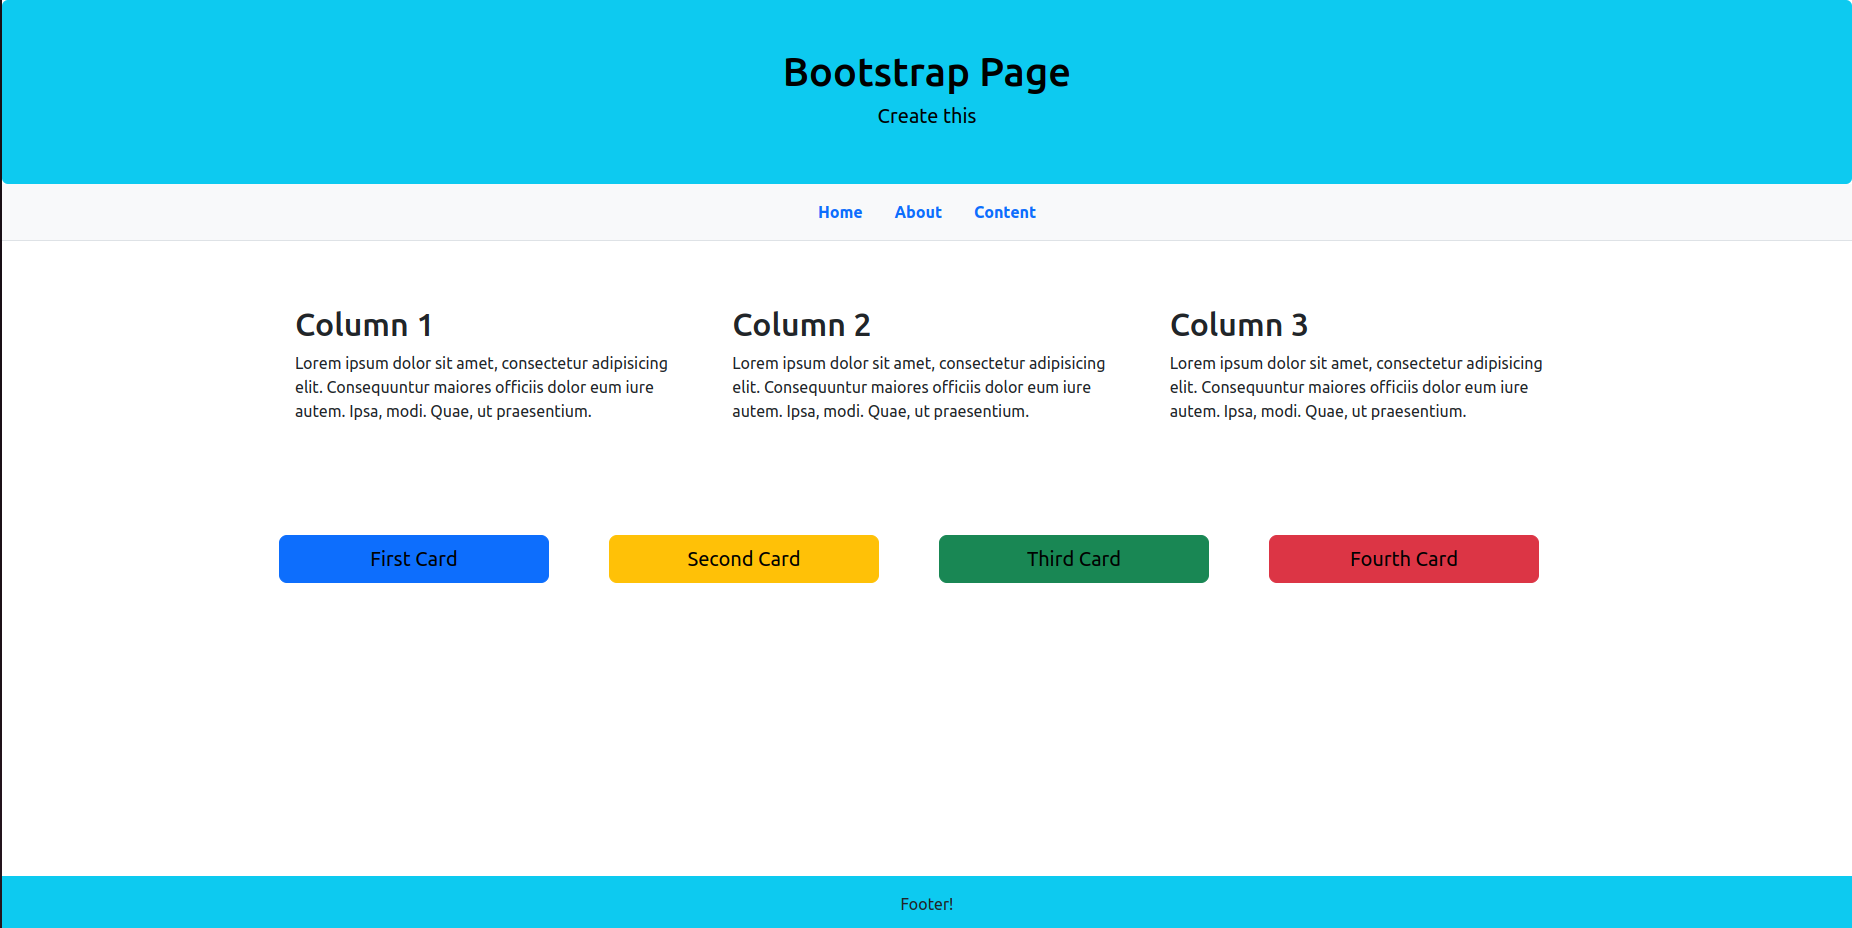 Bootstrap Page
Create this
Home About Content
Column 1
Lorem ipsum dolor sit amet, consectetur adipisicing
elit. Consequuntur maiores officiis dolor eum iure
autem. Ipsa, modi. Quae, ut praesentium.
Column 2
Lorem ipsum dolor sit amet, consectetur adipisicing
elit. Consequuntur maiores officiis dolor eum iure
autem. Ipsa, modi. Quae, ut praesentium.
Column 3
Lorem ipsum dolor sit amet, consectetur adipisicing
elit. Consequuntur maiores officiis dolor eum iure
autem. Ipsa, modi. Quae, ut praesentium.
First Card
Second Card
Third Card
Fourth Card
Footer!